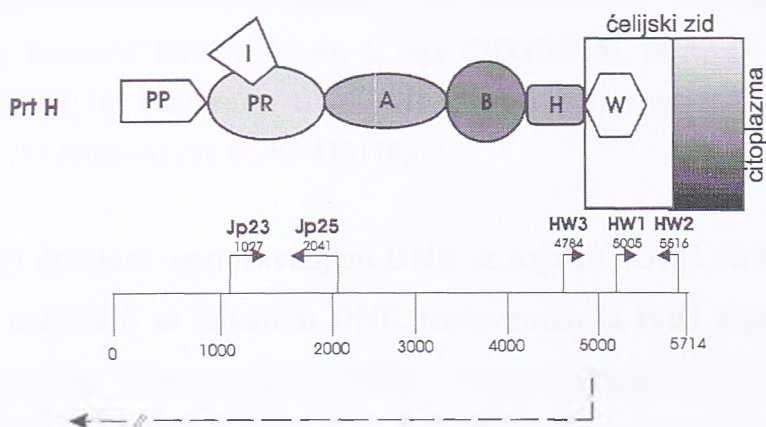 ćelijski zid
I
Prt H PP PR A B H W
citoplazma
Jp23 Jp25 HW3 HW1 HW2
1027 2041 4784 5005 5616
0 1000 2000 3000 4000 5000 5714